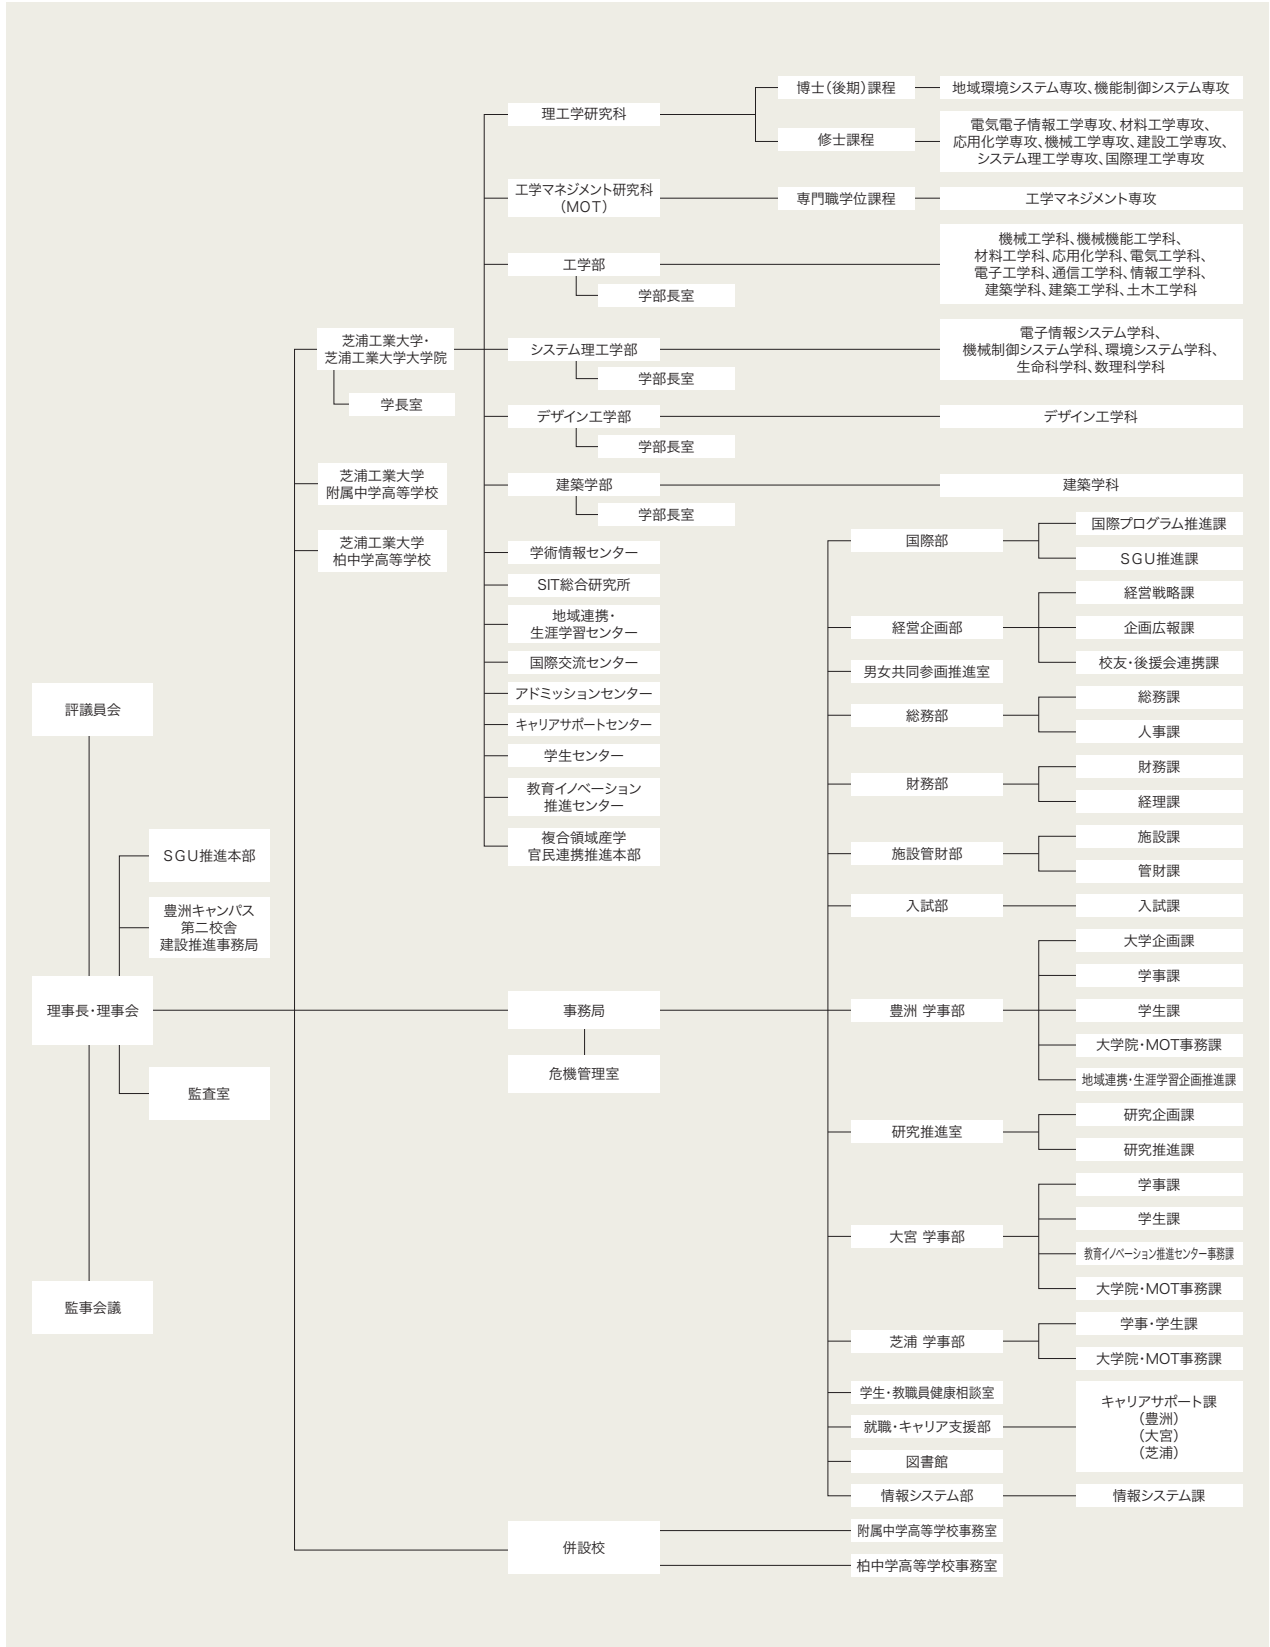 博士(後期)課程
地域環境システム専攻、機能制御システム専攻
理工学研究科
修士課程
電気電子情報工学専攻、材料工学専攻、
応用化学専攻、機械工学専攻、建設工学専攻、
システム理工学専攻、国際理工学専攻
工学マネジメント研究科
(MOT)
専門職学位課程
工学マネジメント専攻
工学部
機械工学科、機械機能工学科、
材料工学科、応用化学科、電気工学科、
電子工学科、通信工学科、情報工学科、
建築学科、建築工学科、土木工学科
学部長室
芝浦工業大学・
芝浦工業大学大学院
学長室
システム理工学部
電子情報システム学科、
機械制御システム学科、環境システム学科、
生命科学科、数理科学科
学部長室
デザイン工学部
デザイン工学科
学部長室
芝浦工業大学
附属中学高等学校
建築学部
建築学科
学部長室
芝浦工業大学
柏中学高等学校
学術情報センター
SIT総合研究所
地域連携・
生涯学習センター
国際交流センター
アドミッションセンター
キャリアサポートセンター
学生センター
教育イノベーション
推進センター
複合領域産学
官民連携推進本部
国際部
国際プログラム推進課
SGU推進課
経営企画部
経営戦略課
企画広報課
校友・後援会連携課
男女共同参画推進室
総務部
総務課
人事課
財務部
財務課
経理課
施設管財部
施設課
管財課
入試部
入試課
評議員会
SGU推進本部
豊洲キャンパス
第二校舎
建設推進事務局
理事長・理事会
監査室
監事会議
事務局
危機管理室
豊洲 学事部
大学企画課
学事課
学生課
大学院・MOT事務課
地域連携・生涯学習企画推進課
研究推進室
研究企画課
研究推進課
大宮 学事部
学事課
学生課
教育イノベーション推進センター事務課
大学院・MOT事務課
芝浦 学事部
学事・学生課
大学院・MOT事務課
学生・教職員健康相談室
就職・キャリア支援部
キャリアサポート課
(豊洲)
(大宮)
(芝浦)
図書館
情報システム部
情報システム課
併設校
附属中学高等学校事務室
柏中学高等学校事務室